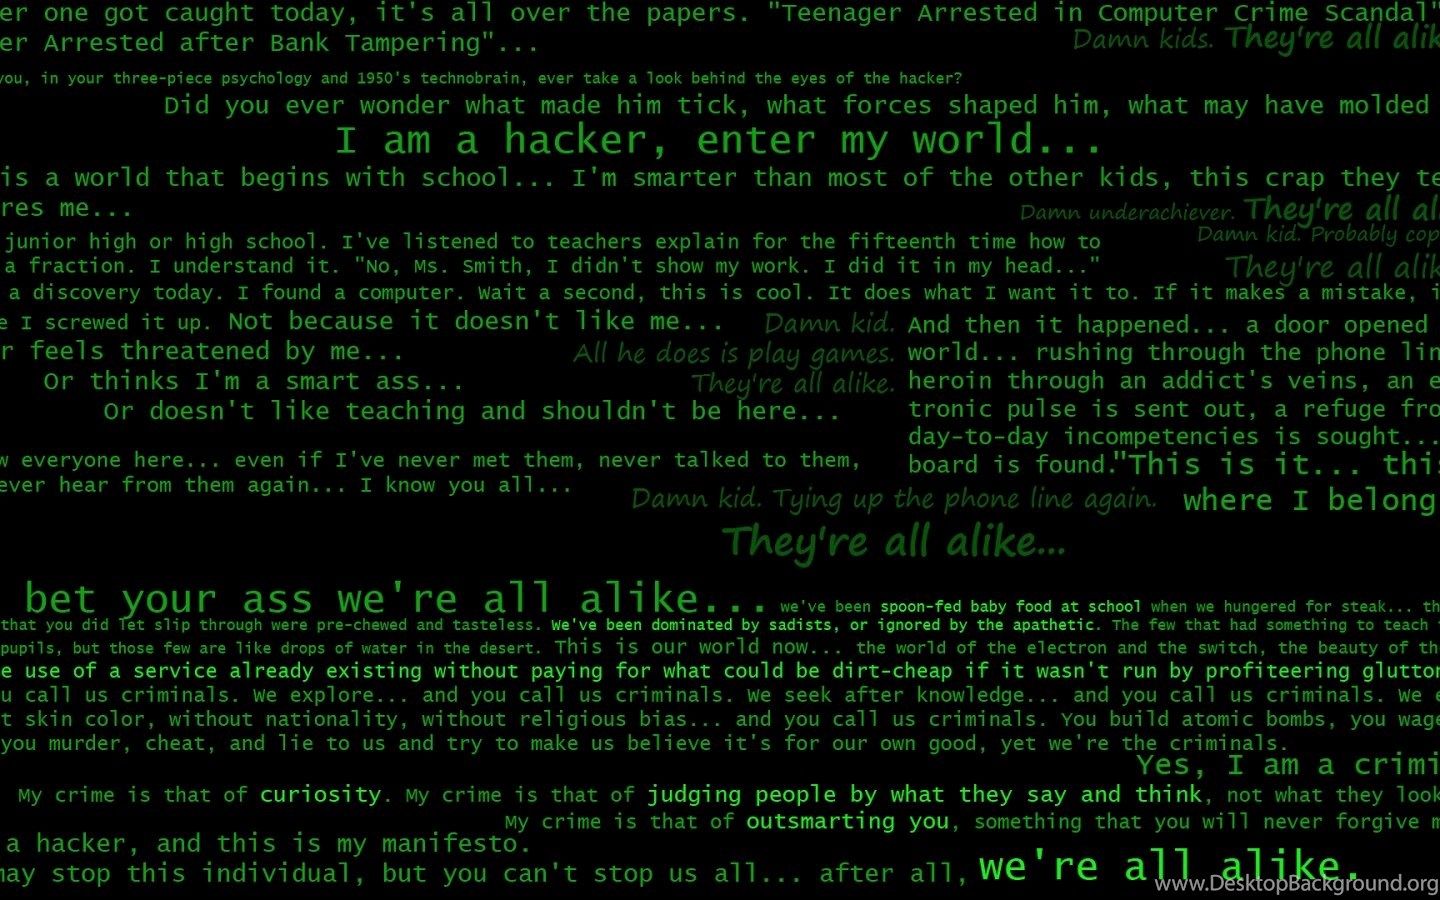 er one got caught today, it's all over the papers. "Teenager Arrested in Computer Crime Scandal"
er Arrested after Bank Tampering"...
Damn kids. They're all alik
you, in your three-piece psychology and 1950's technobrain, ever take a look behind the eyes of the hacker?
Did you ever wonder what made him tick, what forces shaped him, what may have molded
I am a hacker, enter my world...
is a world that begins with school... I'm smarter than most of the other kids, this crap they te
res me...
Damn underachiever. They're all al
junior high or high school. I've listened to teachers explain for the fifteenth time how to
Damn kid. Probably cop
a fraction. I understand it. "No, Ms. Smith, I didn't show my work. I did it in my head..."
They're all alik
a discovery today. I found a computer. Wait a second, this is cool. It does what I want it to. If it makes a mistake, i
e I screwed it up. Not because it doesn't like me...
r feels threatened by me...
Or thinks I'm a smart ass...
Or doesn't like teaching and shouldn't be here...
Damn kid.
All he does is play games.
They're all alike.
And then it happened... a door opened
world... rushing through the phone lin
heroin through an addict's veins, an e
tronic pulse is sent out, a refuge fro
day-to-day incompetencies is sought...
board is found."This is it... this
where I belong
w everyone here... even if I've never met them, never talked to them,
ever hear from them again... I know you all...
Damn kid. Tying up the phone line again.
They're all alike...
bet your ass we're all alike... we've been spoon-fed baby food at school when we hungered for steak... th
that you did let slip through were pre-chewed and tasteless. We've been dominated by sadists, or ignored by the apathetic. The few that had something to teach
pupils, but those few are like drops of water in the desert. This is our world now... the world of the electron and the switch, the beauty of th
e use of a service already existing without paying for what could be dirt-cheap if it wasn't run by profiteering glutton
u call us criminals. We explore... and you call us criminals. We seek after knowledge... and you call us criminals. We e
t skin color, without nationality, without religious bias... and you call us criminals. You build atomic bombs, you wage
you murder, cheat, and lie to us and try to make us believe it's for our own good, yet we're the criminals.
Yes, I am a crimi
My crime is that of curiosity. My crime is that of judging people by what they say and think, not what they look
My crime is that of outsmarting you, something that you will never forgive m
a hacker, and this is my manifesto.
may stop this individual, but you can't stop us all... after all, we're all alike.
www.DesktopBackground.org